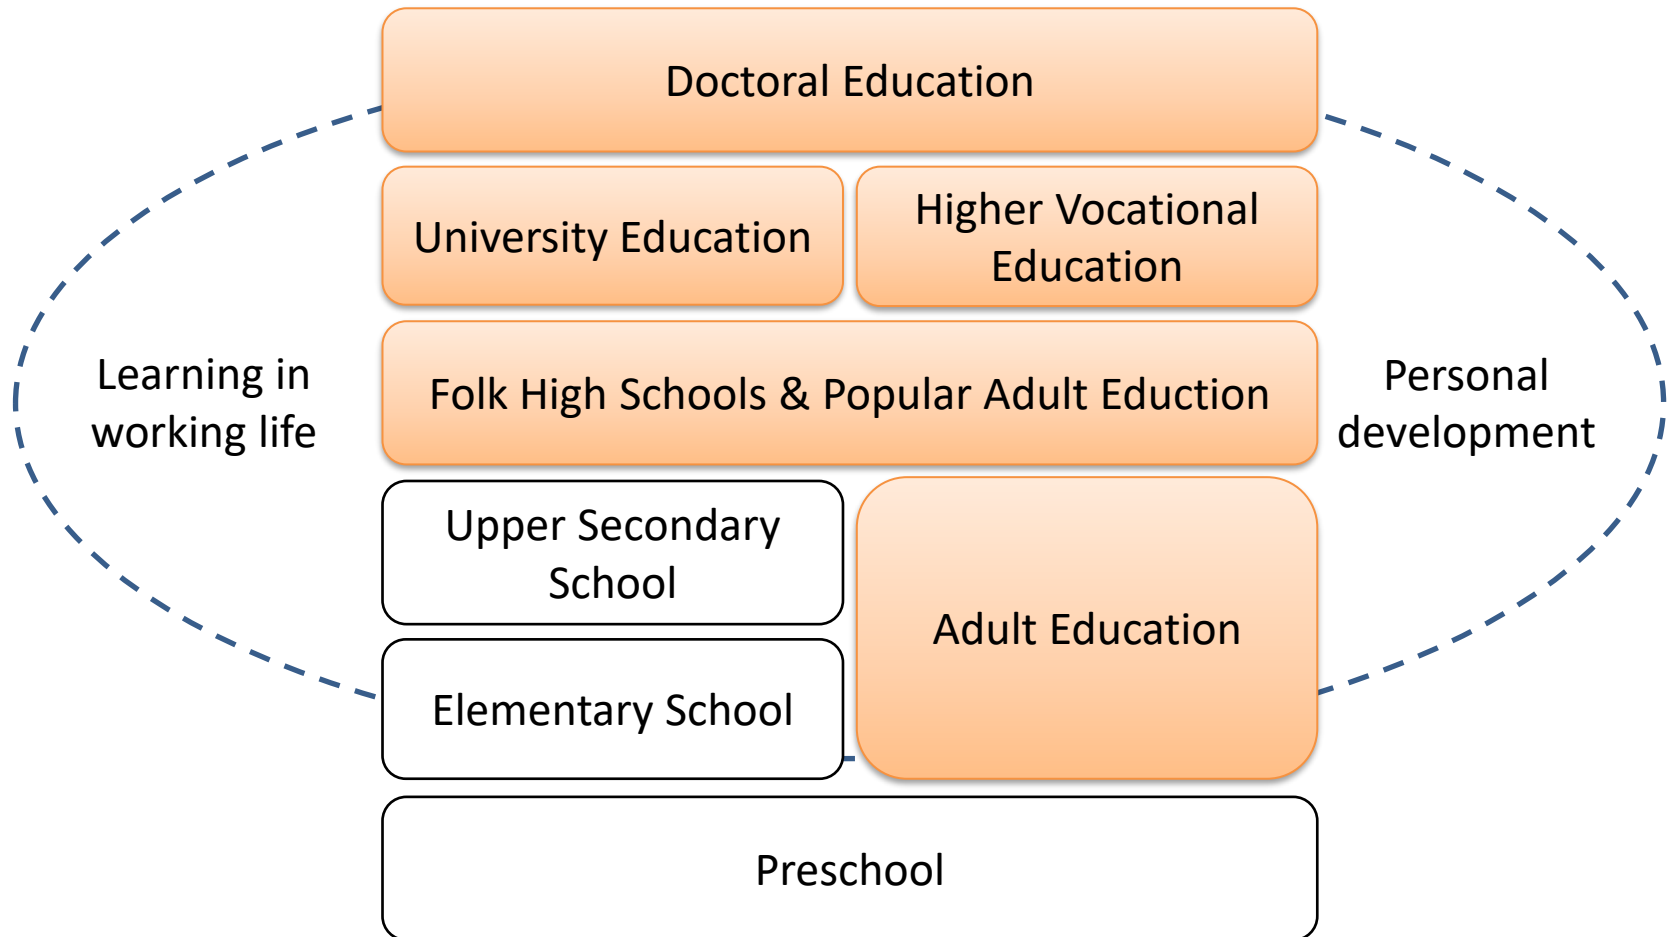 Doctoral Education
University Education
Higher Vocational
Education
Learning in
working life
Folk High Schools & Popular Adult Eduction
Personal
development
Upper Secondary
School
Adult Education
Elementary School
Preschool